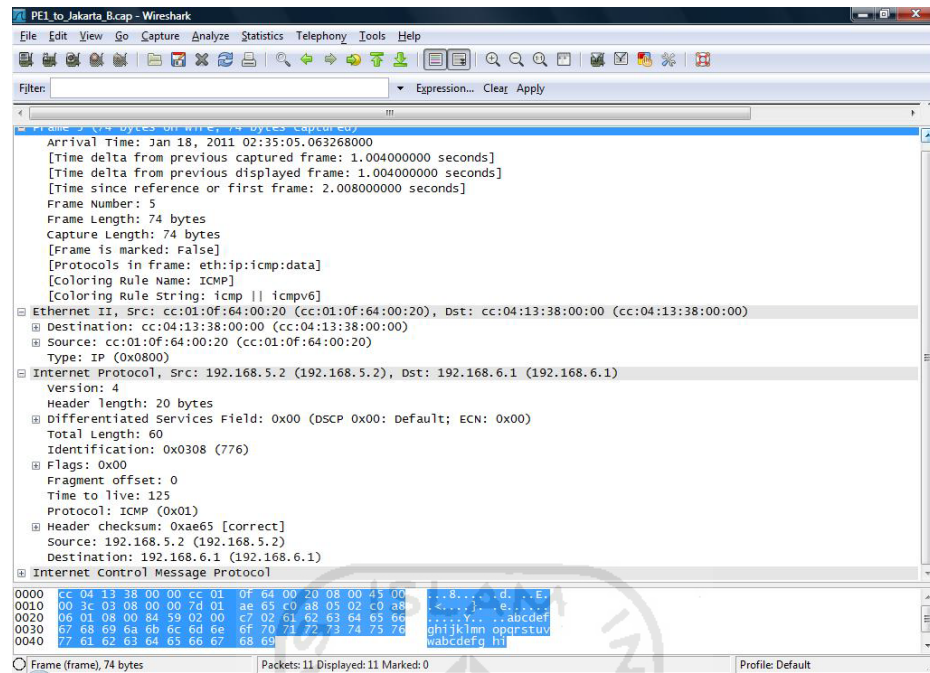 PE1_to_Jakarta_B.cap - Wireshark
File Edit View Go Capture Analyze Statistics Telephony Tools Help
Filter: Expression... Clear Apply
Frame 5 (74 bytes on wire, 74 bytes captured)
Arrival Time: Jan 18, 2011 02:35:05.063268000
[Time delta from previous captured frame: 1.004000000 seconds]
[Time delta from previous displayed frame: 1.004000000 seconds]
[Time since reference or first frame: 2.008000000 seconds]
Frame Number: 5
Frame Length: 74 bytes
Capture Length: 74 bytes
[Frame is marked: False]
[Protocols in frame: eth:ip:icmp:data]
[Coloring Rule Name: ICMP]
[Coloring Rule String: icmp || icmpv6]
Ethernet II, Src: cc:01:0f:64:00:20 (cc:01:0f:64:00:20), Dst: cc:04:13:38:00:00 (cc:04:13:38:00:00)
Destination: cc:04:13:38:00:00 (cc:04:13:38:00:00)
Source: cc:01:0f:64:00:20 (cc:01:0f:64:00:20)
Type: IP (0x0800)
Internet Protocol, Src: 192.168.5.2 (192.168.5.2), Dst: 192.168.6.1 (192.168.6.1)
Version: 4
Header length: 20 bytes
Differentiated Services Field: 0x00 (DSCP 0x00: Default; ECN: 0x00)
Total Length: 60
Identification: 0x0308 (776)
Flags: 0x00
Fragment offset: 0
Time to live: 125
Protocol: ICMP (0x01)
Header checksum: 0xae65 [correct]
Source: 192.168.5.2 (192.168.5.2)
Destination: 192.168.6.1 (192.168.6.1)
Internet Control Message Protocol
ISLAM
0000 cc 04 13 38 00 00 cc 01 0f 64 00 20 08 00 45 00 ...8.... .d. ..E.
0010 00 3c 03 08 00 00 7d 01 ae 65 c0 a8 05 02 c0 a8 .<....}. .e......
0020 06 01 08 00 84 59 02 00 c7 02 61 62 63 64 65 66 .....Y.. ..abcdef
0030 67 68 69 6a 6b 6c 6d 6e 6f 70 71 72 73 74 75 76 ghijklmn opqrstuv
0040 77 61 62 63 64 65 66 67 68 69 wabcdefg hi
Frame (frame), 74 bytes Packets: 11 Displayed: 11 Marked: 0 Profile: Default